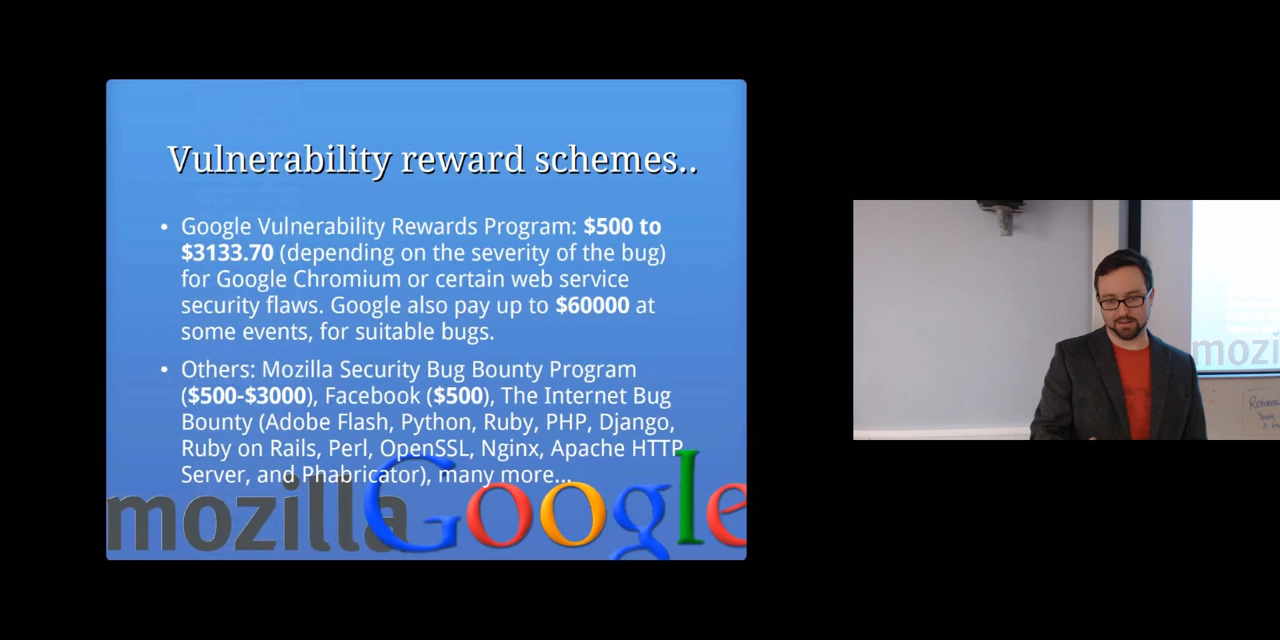 Vulnerability reward schemes..
• Google Vulnerability Rewards Program: $500 to
$3133.70 (depending on the severity of the bug)
for Google Chromium or certain web service
security flaws. Google also pay up to $60000 at
some events, for suitable bugs.
• Others: Mozilla Security Bug Bounty Program
($500-$3000), Facebook ($500), The Internet Bug
Bounty (Adobe Flash, Python, Ruby, PHP, Django,
Ruby on Rails, Perl, OpenSSL, Nginx, Apache HTTP
Server, and Phabricator), many more...
mozilla Google
mozi